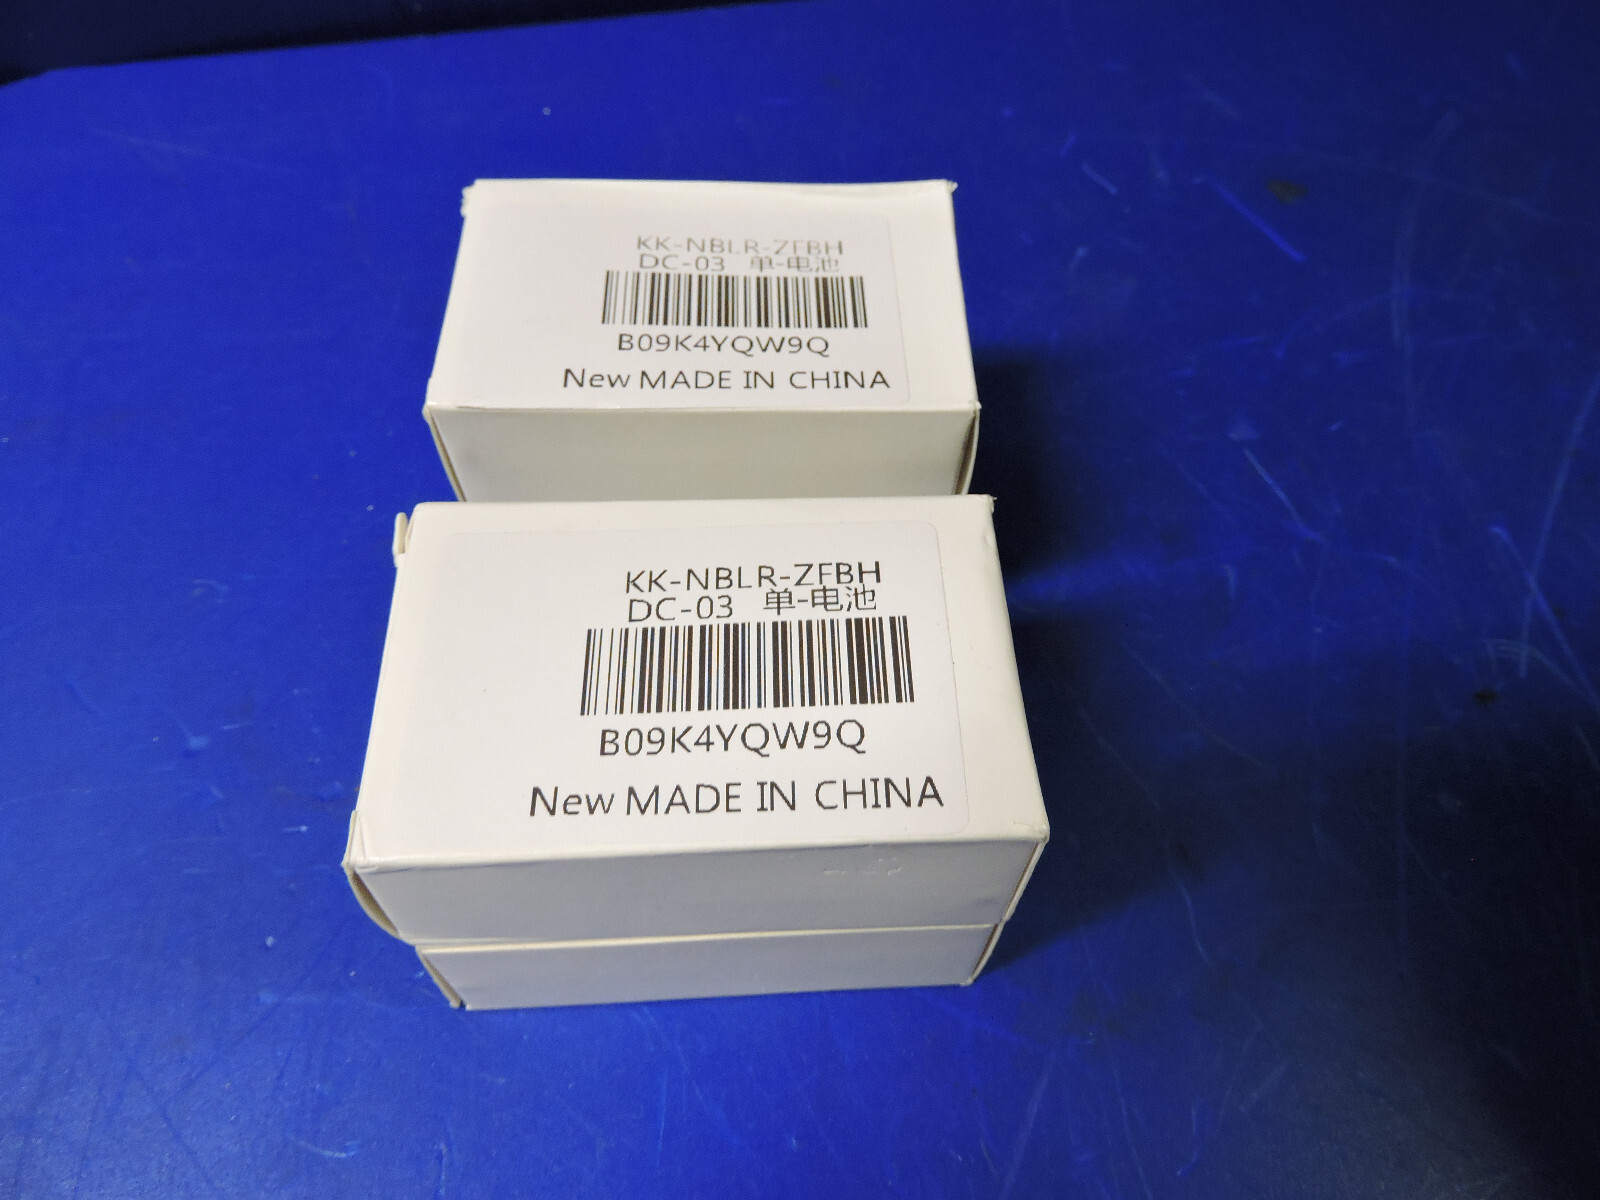 KK-NBLR-ZFBH
DC-03 单-电池
B09K4YQW9Q
New MADE IN CHINA
KK-NBLR-ZFBH
DC-03 单-电池
B09K4YQW9Q
New MADE IN CHINA